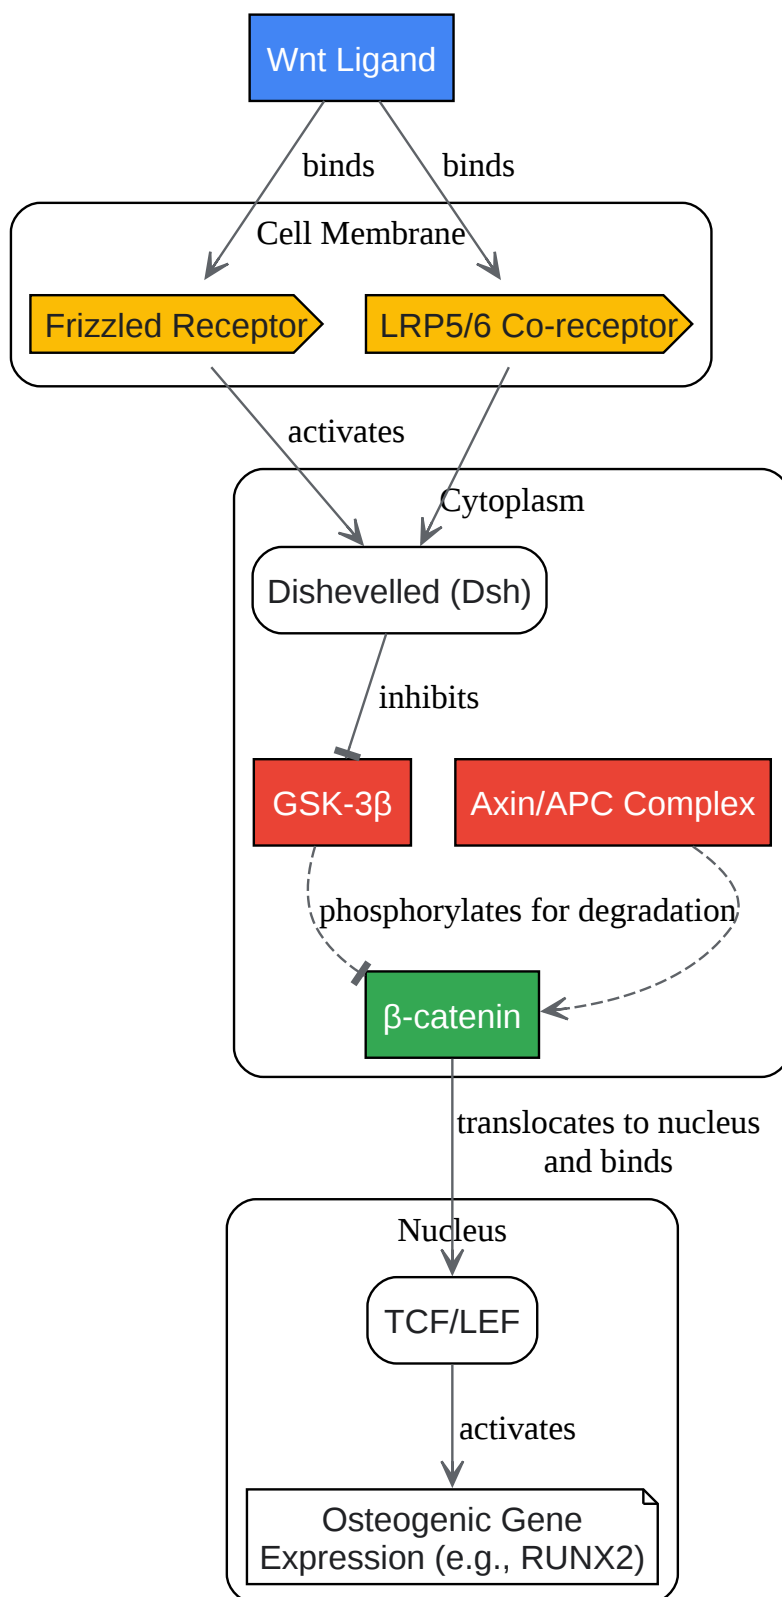 Wnt Ligand
binds
binds
Cell Membrane
Frizzled Receptor
LRP5/6 Co-receptor
activates
Cytoplasm
Dishevelled (Dsh)
inhibits
GSK-3β
Axin/APC Complex
phosphorylates for degradation
β-catenin
translocates to nucleus
and binds
Nucleus
TCF/LEF
activates
Osteogenic Gene
Expression (e.g., RUNX2)